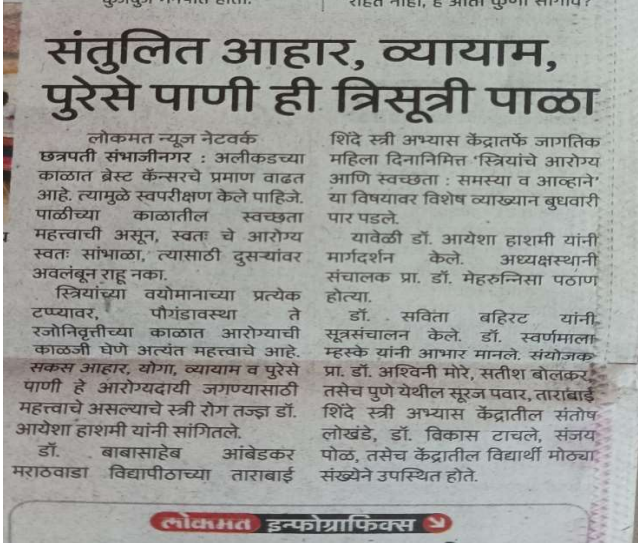 संतुलित आहार, व्यायाम,
पुरेसे पाणी ही त्रिसूत्री पाळा
लोकमत न्यूज नेटवर्क
छत्रपती संभाजीनगर : अलीकडच्या
काळात ब्रेस्ट कॅन्सरचे प्रमाण वाढत
आहे. त्यामुळे स्वपरीक्षण केले पाहिजे.
पाळीच्या काळातील स्वच्छता
महत्त्वाची असून, स्वतः चे आरोग्य
स्वतः सांभाळा, त्यासाठी दुसऱ्यांवर
अवलंबून राहू नका.
स्त्रियांच्या वयोमानाच्या प्रत्येक
टप्प्यावर, पौगंडावस्था ते
रजोनिवृत्तीच्या काळात आरोग्याची
काळजी घेणे अत्यंत महत्त्वाचे आहे.
सकस आहार, योगा, व्यायाम व पुरेसे
पाणी हे आरोग्यदायी जगण्यासाठी
महत्त्वाचे असल्याचे स्त्री रोग तज्ज्ञ डॉ.
आयेशा हाशमी यांनी सांगितले.
डॉ. बाबासाहेब आंबेडकर
मराठवाडा विद्यापीठाच्या ताराबाई
शिंदे स्त्री अभ्यास केंद्रातर्फे जागतिक
महिला दिनानिमित्त 'स्त्रियांचे आरोग्य
आणि स्वच्छता : समस्या व आव्हाने'
या विषयावर विशेष व्याख्यान बुधवारी
पार पडले.
यावेळी डॉ. आयेशा हाशमी यांनी
मार्गदर्शन केले. अध्यक्षस्थानी
संचालक प्रा. डॉ. मेहरुन्निसा पठाण
होत्या.
डॉ. सविता बहिरट यांनी
सूत्रसंचालन केले. डॉ. स्वर्णमाला
म्हस्के यांनी आभार मानले. संयोजक
प्रा. डॉ. अश्विनी मोरे, सतीश बोलकर,
तसेच पुणे येथील सूरज पवार, ताराबाई
शिंदे स्त्री अभ्यास केंद्रातील संतोष
लोखंडे, डॉ. विकास टाचले, संजय
पोळ, तसेच केंद्रातील विद्यार्थी मोठ्या
संख्येने उपस्थित होते.
लोकमत इन्फोग्राफिक्स